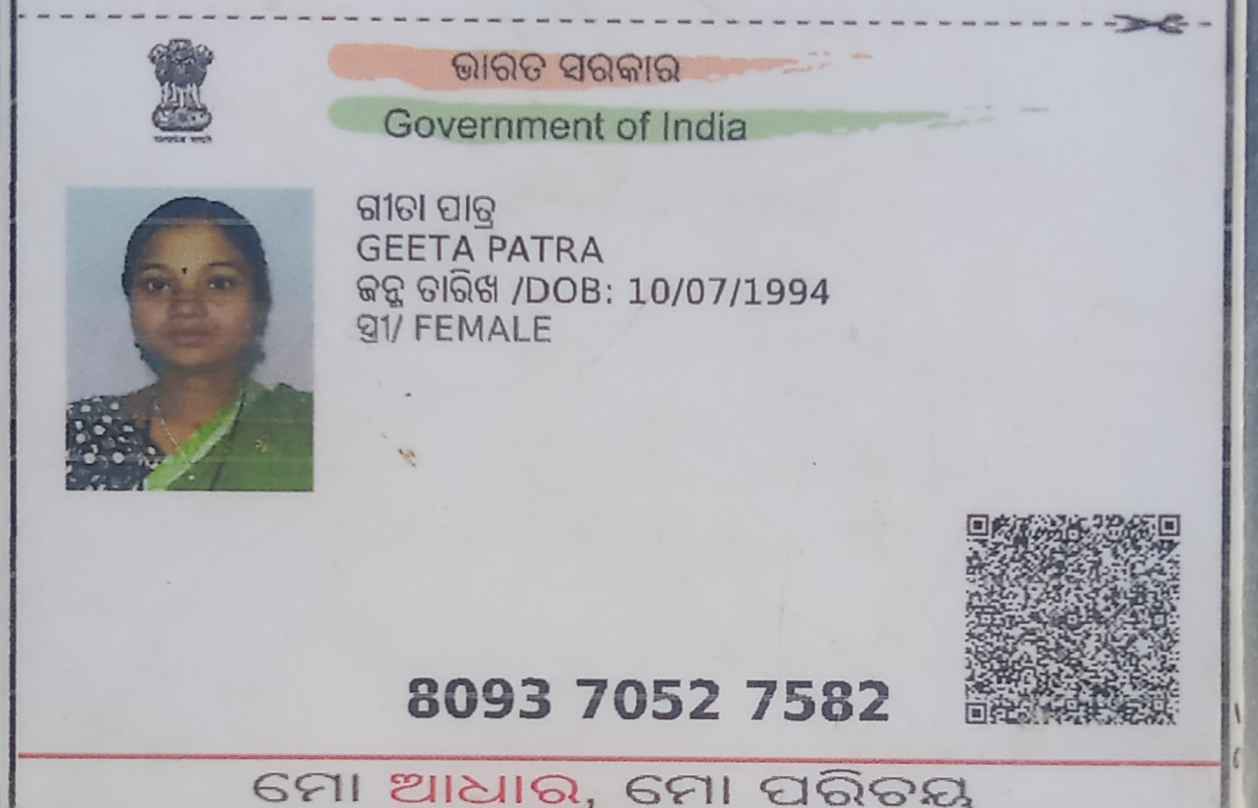 ଭାରତ ସରକାର
Government of India
ଗୀତା ପାତ୍ର
GEETA PATRA
ଜନ୍ମ ତାରିଖ /DOB: 10/07/1994
ସ୍ତ୍ରୀ/ FEMALE
8093 7052 7582
ମୋ ଆଧାର, ମୋ ପରିଚୟ